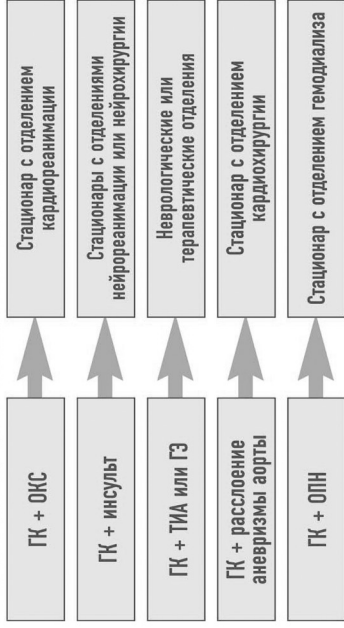 ГК + ОКС
Стационар с отделением
кардиореанимации
ГК + инсульт
Стационары с отделениями
нейрореанимации или нейрохирургии
ГК + ТИА или ГЭ
Неврологические или
терапевтические отделения
ГК + расслоение
аневризмы аорты
Стационар с отделением
кардиохирургии
ГК + ОПН
Стационар с отделением гемодиализа